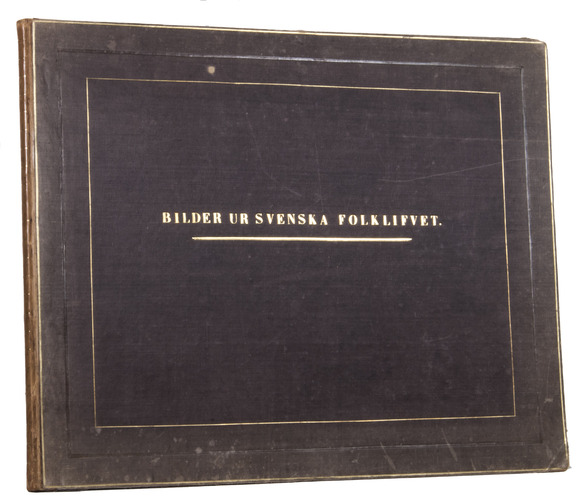 BILDER UR SVENSKA FOLKLIFVET.